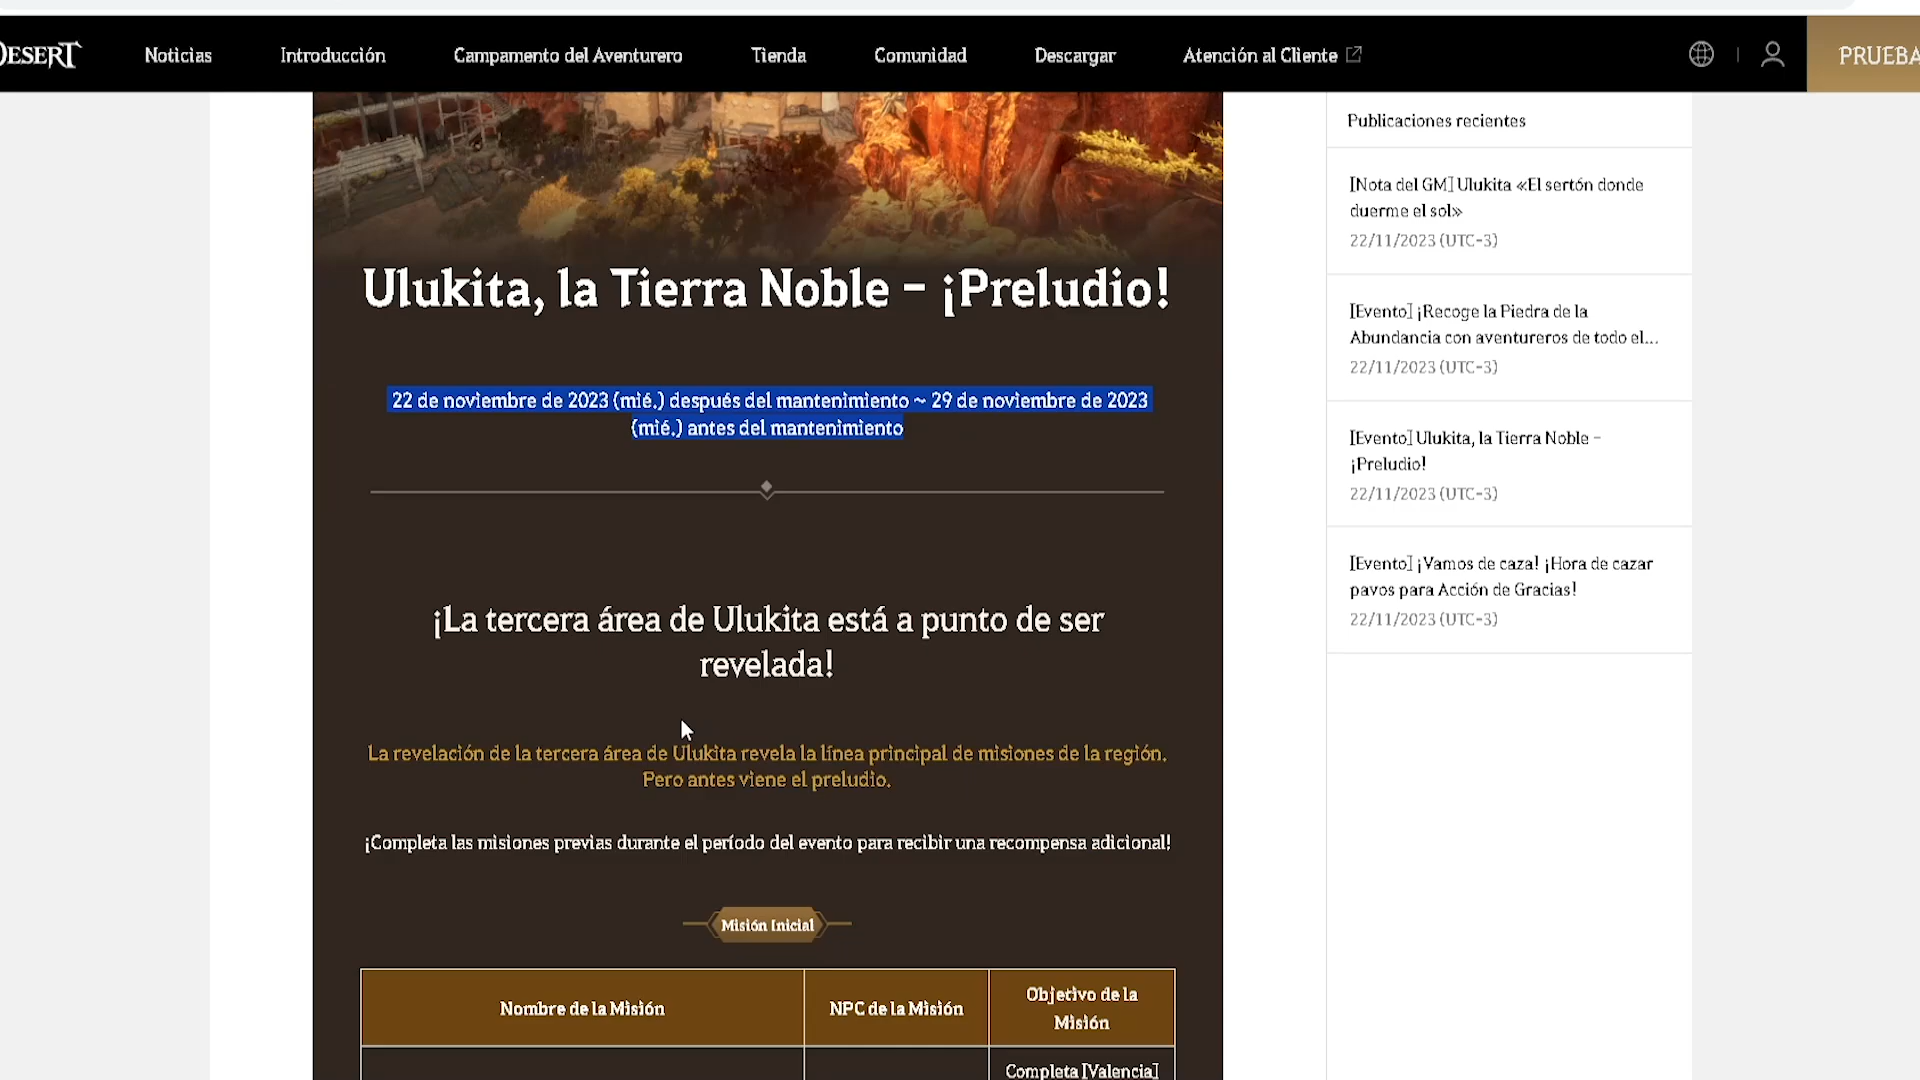 DESERT
Noticias
Introducción
Campamento del Aventurero
Tienda
Comunidad
Descargar
Atención al Cliente
PRUEBA
Ulukita, la Tierra Noble – ¡Preludio!
22 de noviembre de 2023 (mié.) después del mantenimiento ~ 29 de noviembre de 2023
(mié.) antes del mantenimiento
¡La tercera área de Ulukita está a punto de ser
revelada!
La revelación de la tercera área de Ulukita revela la línea principal de misiones de la región.
Pero antes viene el preludio.
¡Completa las misiones previas durante el período del evento para recibir una recompensa adicional!
Misión Inicial
Nombre de la Misión
NPC de la Misión
Objetivo de la
Misión
Completa [Valencia]
Publicaciones recientes
[Nota del GM] Ulukita «El sertón donde
duerme el sol»
22/11/2023 (UTC-3)
[Evento] ¡Recoge la Piedra de la
Abundancia con aventureros de todo el...
22/11/2023 (UTC-3)
[Evento] Ulukita, la Tierra Noble –
¡Preludio!
22/11/2023 (UTC-3)
[Evento] ¡Vamos de caza! ¡Hora de cazar
pavos para Acción de Gracias!
22/11/2023 (UTC-3)